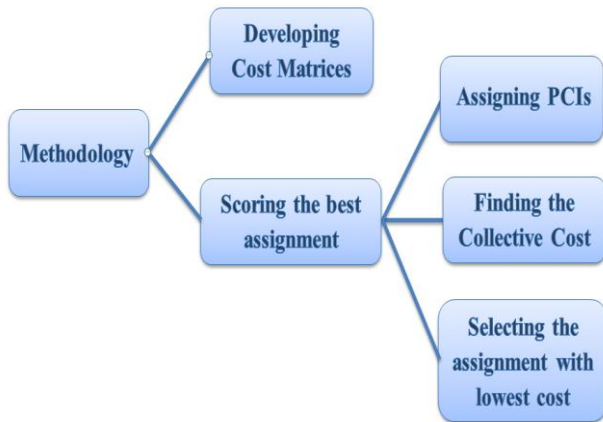 Developing
Cost Matrices
Methodology
Scoring the best
assignment
Assigning PCIs
Finding the
Collective Cost
Selecting the
assignment with
lowest cost